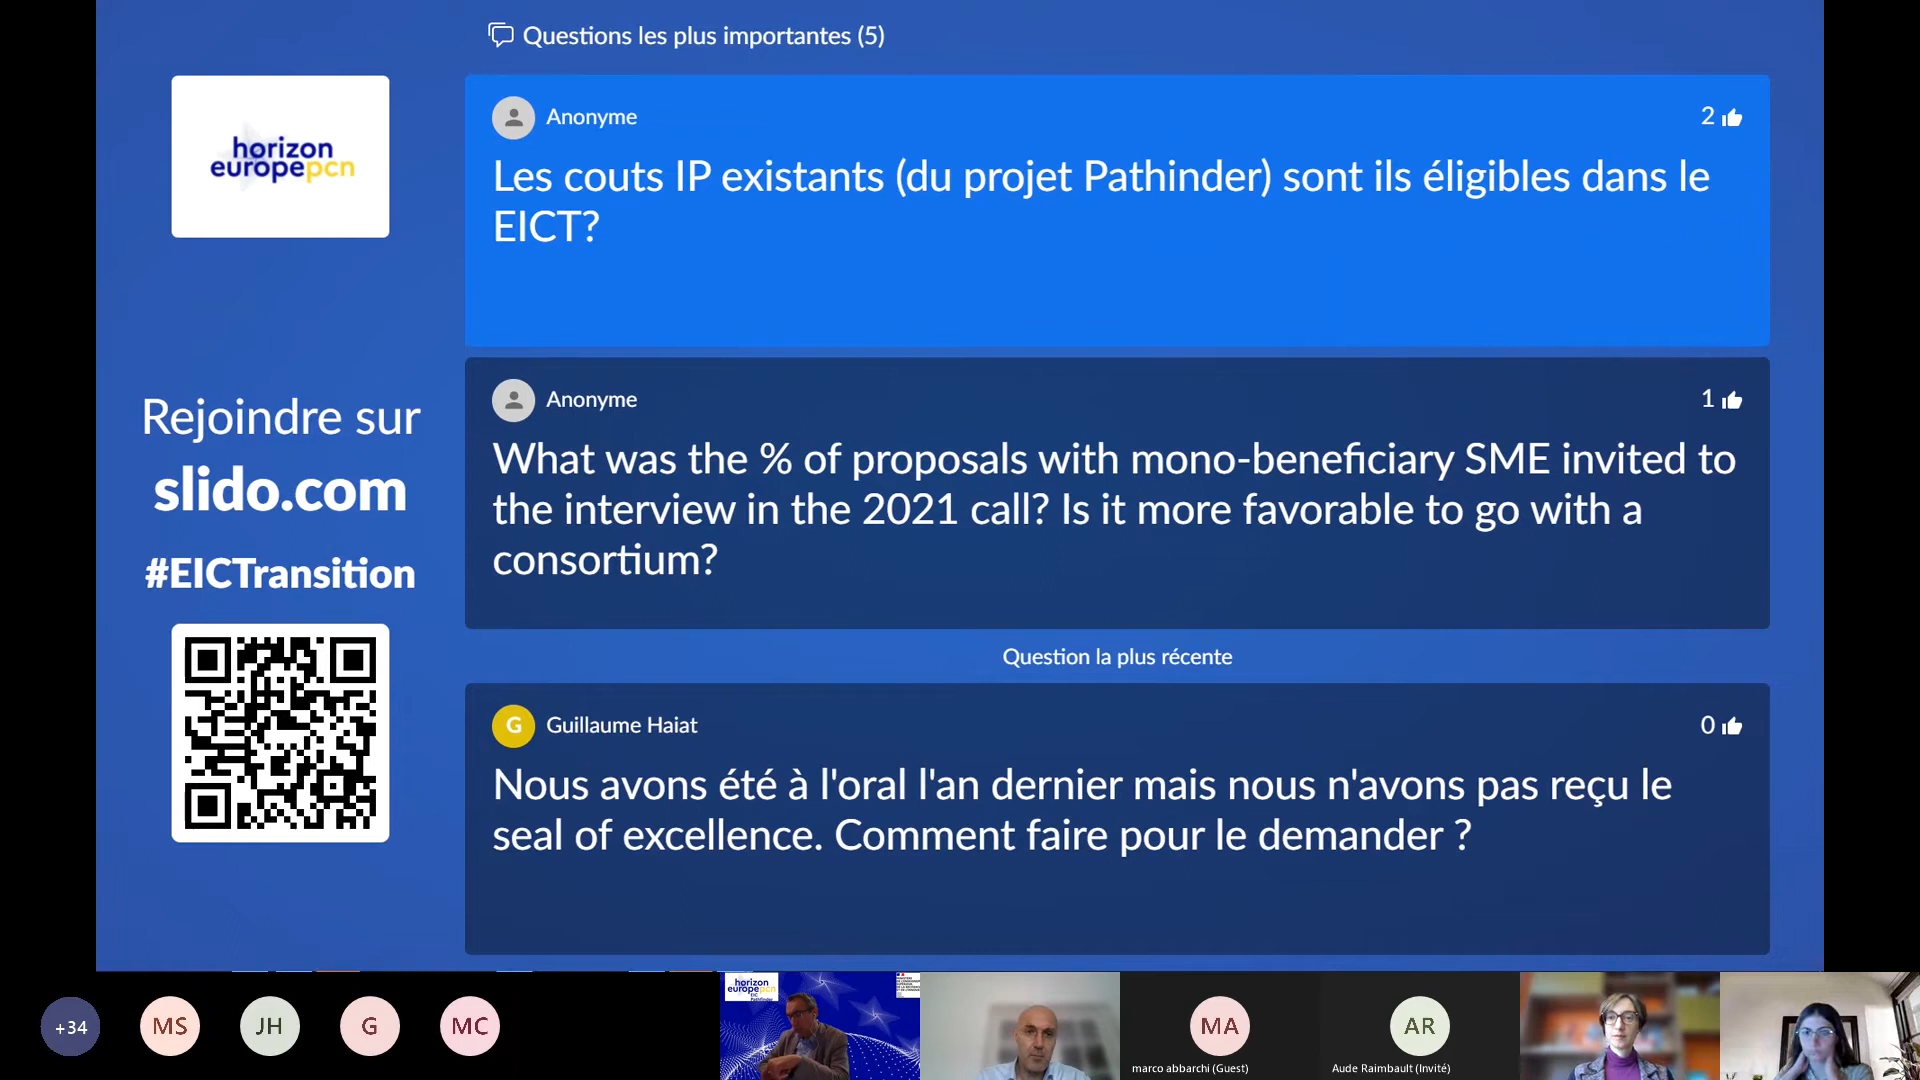 Questions les plus importantes (5)
horizon
europepcn
Rejoindre sur
slido.com
#EICTransition
Anonyme
2
Les couts IP existants (du projet Pathinder) sont ils éligibles dans le
EICT?
Anonyme
1
What was the % of proposals with mono-beneficiary SME invited to
the interview in the 2021 call? Is it more favorable to go with a
consortium?
Question la plus récente
G
Guillaume Haiat
0
Nous avons été à l'oral l'an dernier mais nous n'avons pas reçu le
seal of excellence. Comment faire pour le demander ?
+34
MS
JH
G
MC
horizon
europepcn
EIC
Pathfinder
MA
marco abbarchi (Guest)
AR
Aude Raimbault (Invité)